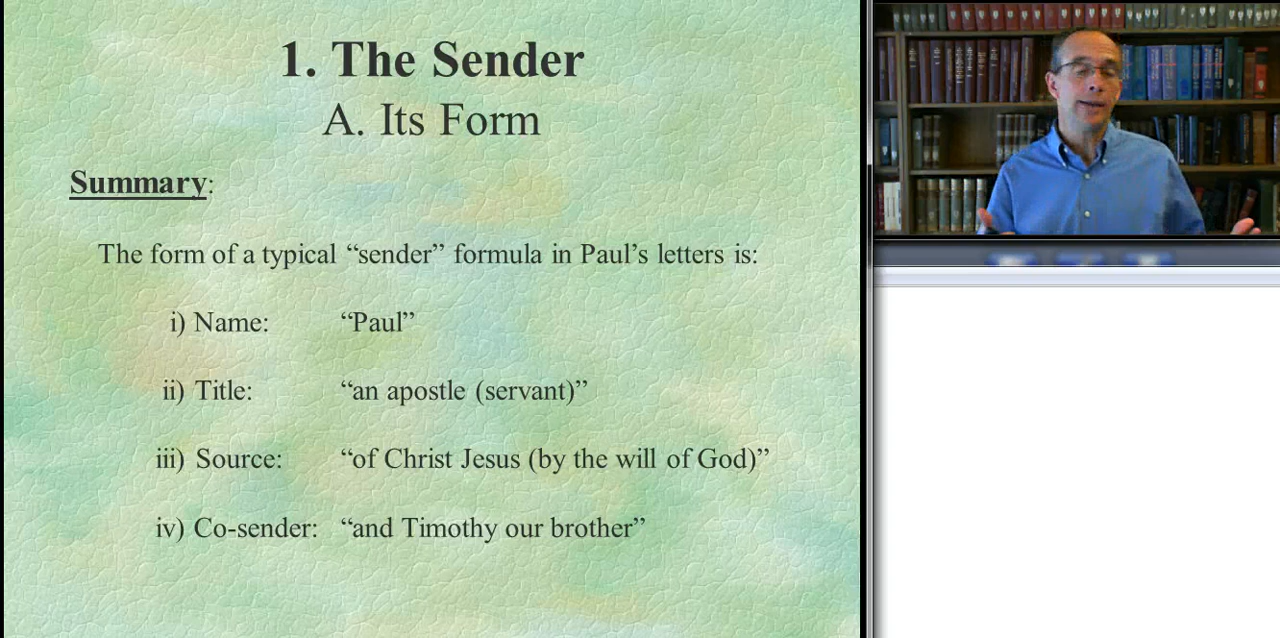 1. The Sender
A. Its Form
Summary:
The form of a typical “sender” formula in Paul’s letters is:
i) Name: “Paul”
ii) Title: “an apostle (servant)”
iii) Source: “of Christ Jesus (by the will of God)”
iv) Co-sender: “and Timothy our brother”